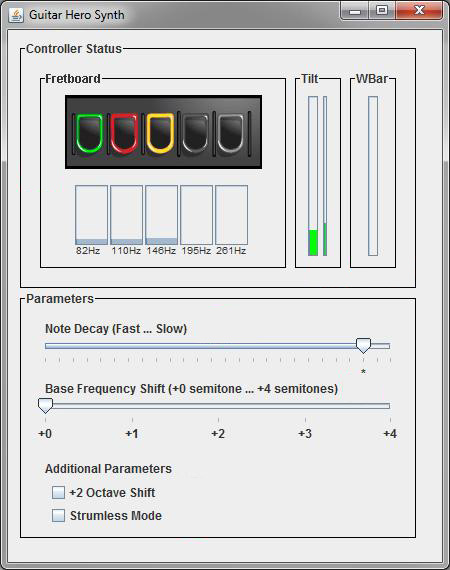 Guitar Hero Synth
Controller Status
Fretboard
Tilt
WBar
82Hz 110Hz 146Hz 195Hz 261Hz
Parameters
Note Decay (Fast ... Slow)
*
Base Frequency Shift (+0 semitone ... +4 semitones)
+0 +1 +2 +3 +4
Additional Parameters
+2 Octave Shift
Strumless Mode